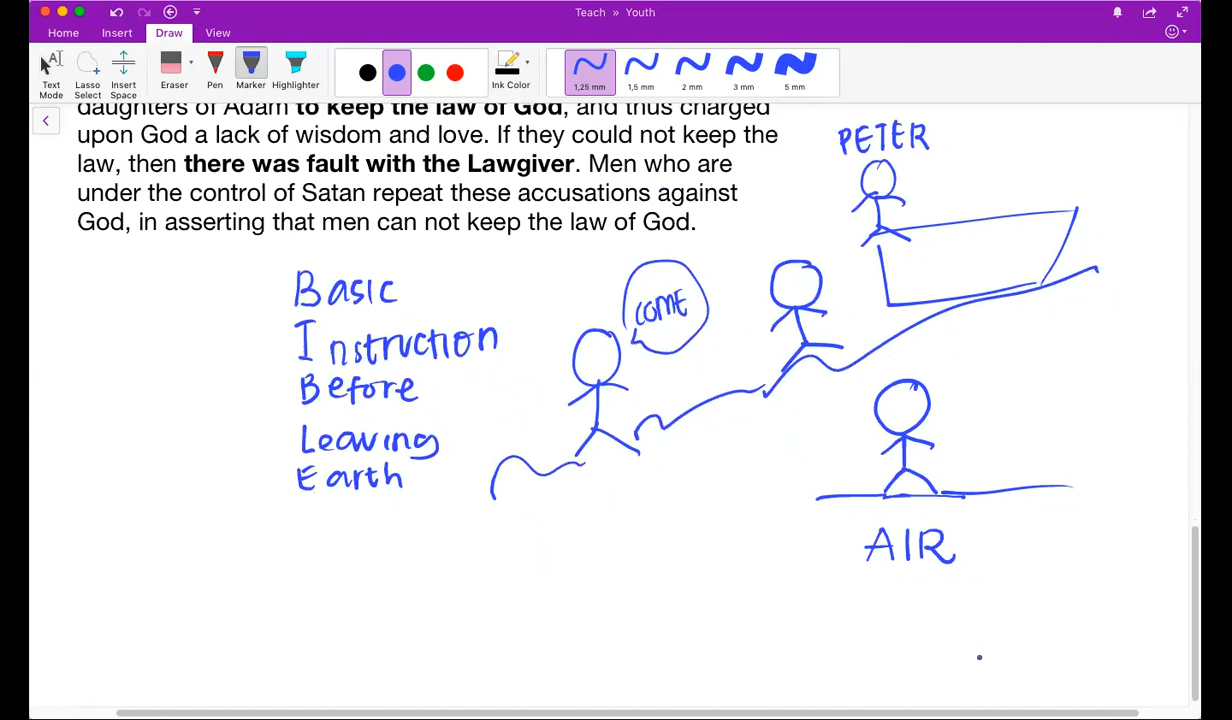 Teach » Youth
Home Insert Draw View
Text Mode
Lasso Select
Insert Space
Eraser
Pen
Marker
Highlighter
Ink Color
1,25 mm
1,5 mm
2 mm
3 mm
5 mm
daughters of Adam to keep the law of God, and thus charged
upon God a lack of wisdom and love. If they could not keep the
law, then there was fault with the Lawgiver. Men who are
under the control of Satan repeat these accusations against
God, in asserting that men can not keep the law of God.
PETER
Basic
Instruction
Before
Leaving
Earth
COME
AIR